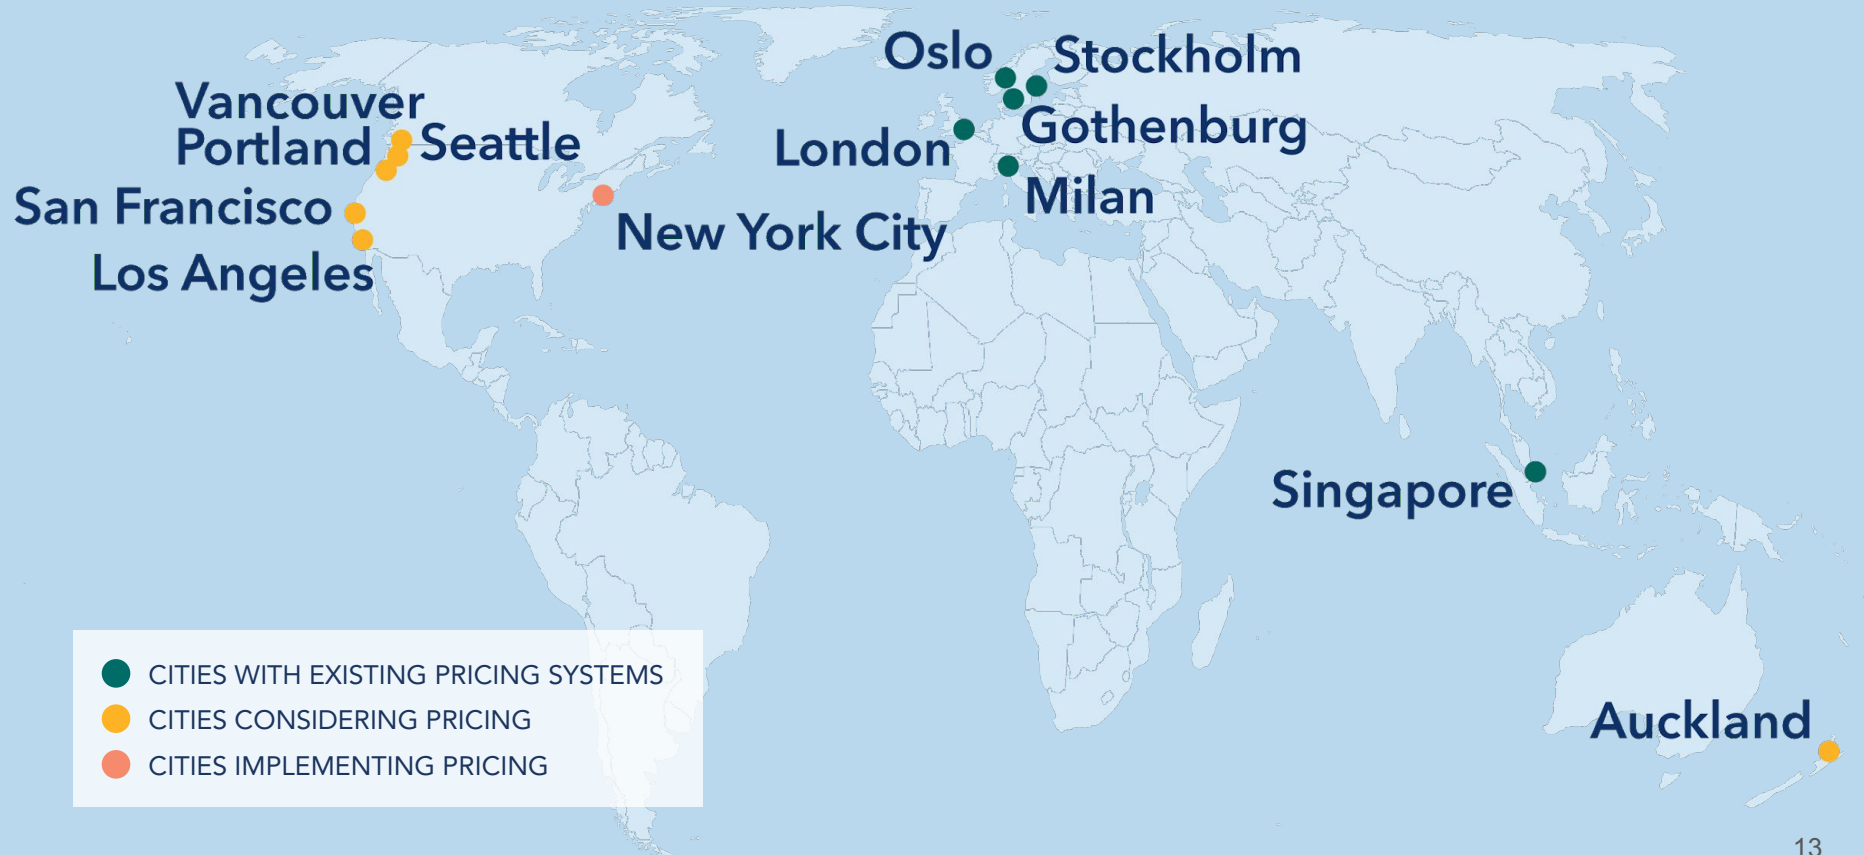 Oslo
Stockholm
Vancouver
Portland
Seattle
Gothenburg
London
Milan
San Francisco
New York City
Los Angeles
Singapore
CITIES WITH EXISTING PRICING SYSTEMS
CITIES CONSIDERING PRICING
CITIES IMPLEMENTING PRICING
Auckland
13